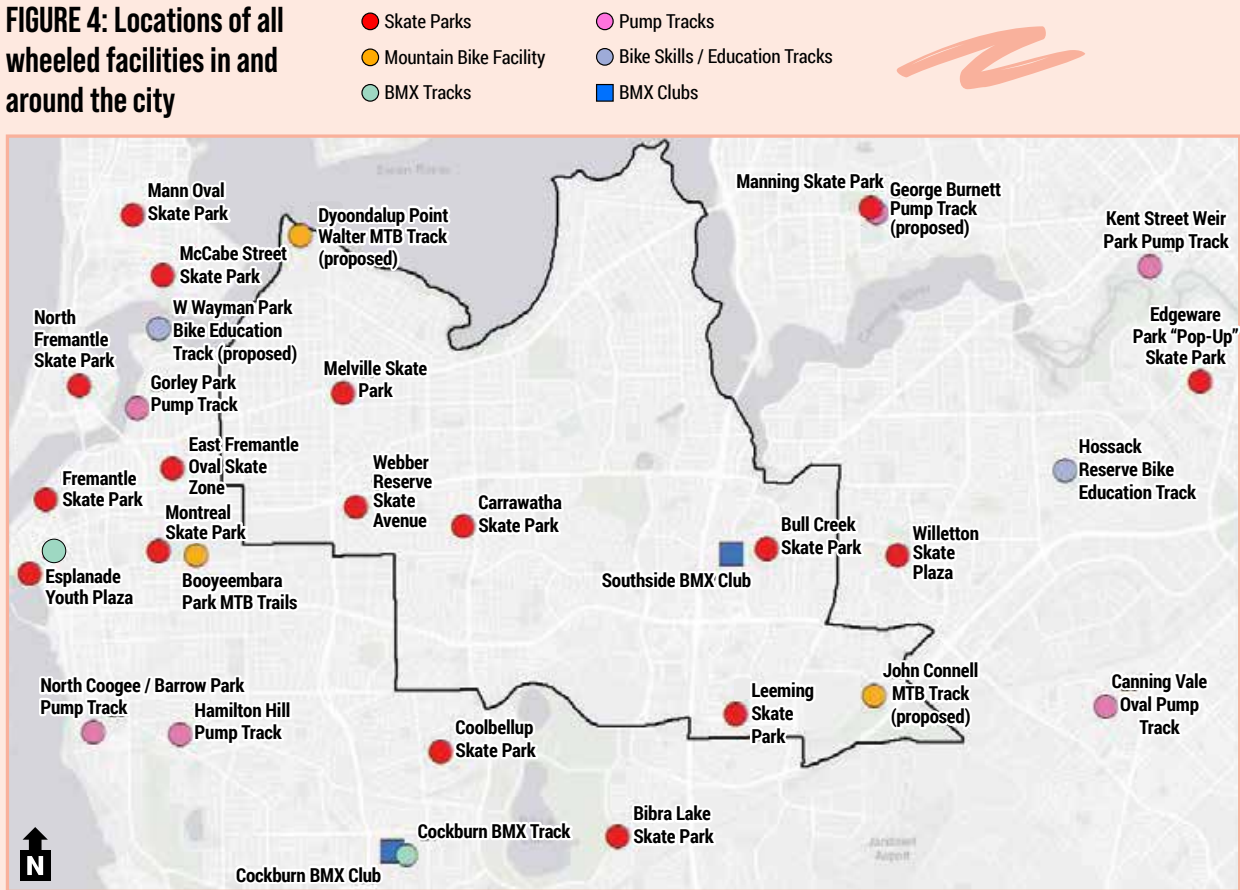 FIGURE 4: Locations of all
wheeled facilities in and
around the city
Skate Parks
Mountain Bike Facility
BMX Tracks
Pump Tracks
Bike Skills / Education Tracks
BMX Clubs
Swan River
Mann Oval
Skate Park
Dyoondalup Point
Walter MTB Track
(proposed)
Manning Skate Park
George Burnett
Pump Track
(proposed)
Kent Street Weir
Park Pump Track
McCabe Street
Skate Park
W Wayman Park
Bike Education
Track (proposed)
North
Fremantle
Skate Park
Edgeware
Park “Pop-Up”
Skate Park
Melville Skate
Park
Gorley Park
Pump Track
East Fremantle
Oval Skate
Zone
Hossack
Reserve Bike
Education Track
Fremantle
Skate Park
Webber
Reserve
Skate
Avenue
Carrawatha
Skate Park
Montreal
Skate Park
Bull Creek
Skate Park
Willetton
Skate
Plaza
Esplanade
Youth Plaza
Booyeembara
Park MTB Trails
Southside BMX Club
North Coogee / Barrow Park
Pump Track
Hamilton Hill
Pump Track
Leeming
Skate
Park
John Connell
MTB Track
(proposed)
Canning Vale
Oval Pump
Track
Coolbellup
Skate Park
Bibra Lake
Skate Park
Cockburn BMX Track
Cockburn BMX Club
Jandakot
Airport
N